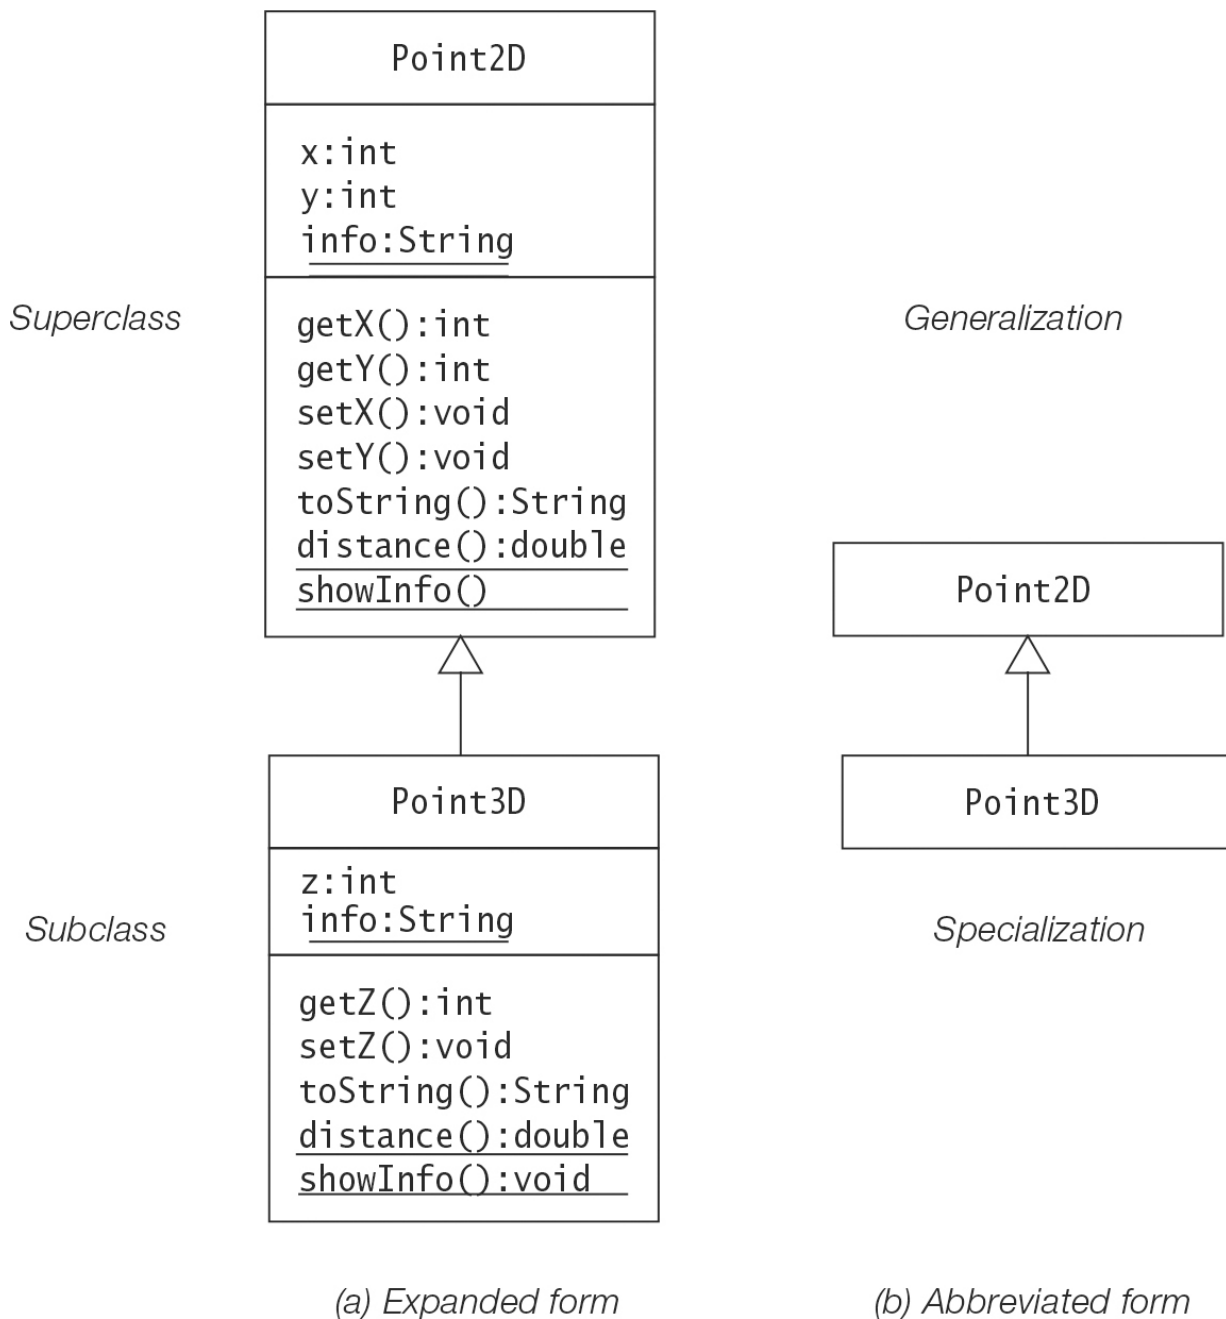 Point2D
x:int
y:int
info:String
Superclass
getX():int
getY():int
setX():void
setY():void
toString():String
distance():double
showInfo()
Point3D
z:int
info:String
Subclass
getZ():int
setZ():void
toString():String
distance():double
showInfo():void
(a) Expanded form
Generalization
Point2D
Point3D
Specialization
(b) Abbreviated form